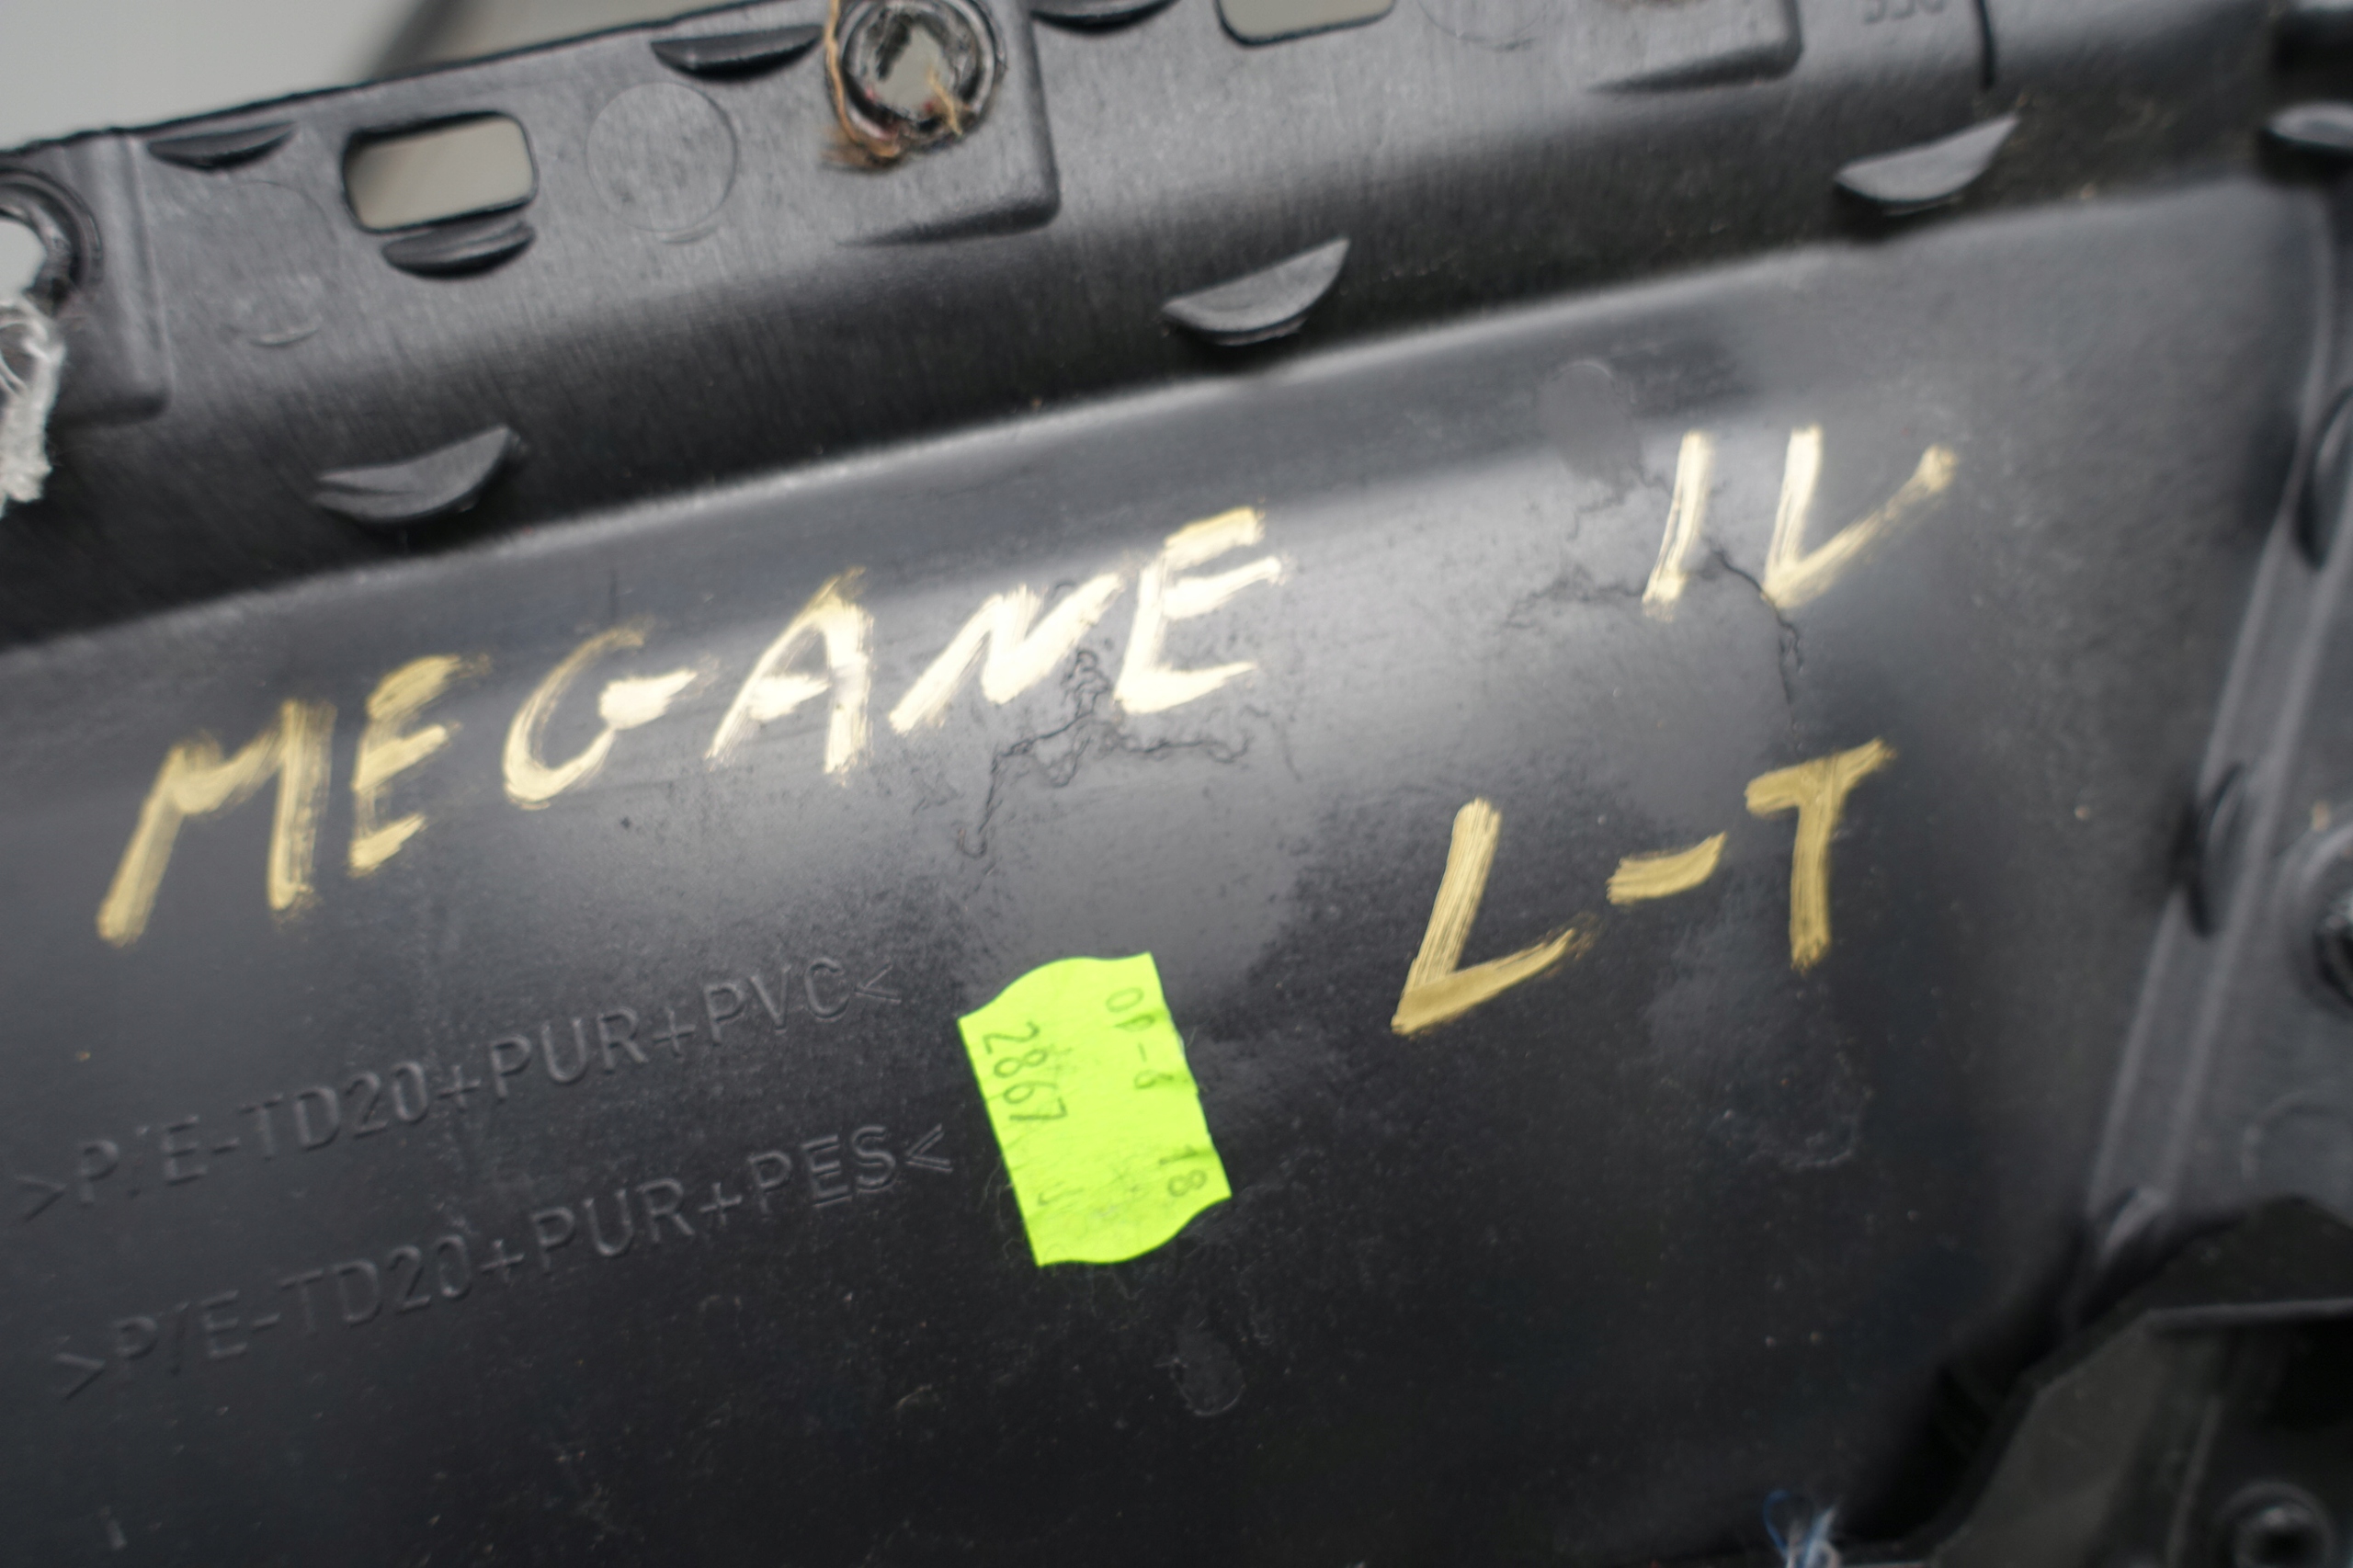 MEGANE IV
L-T
>P/E-TD20+PUR+PVC<
>P/E-TD20+PUR+PES<
2867
18